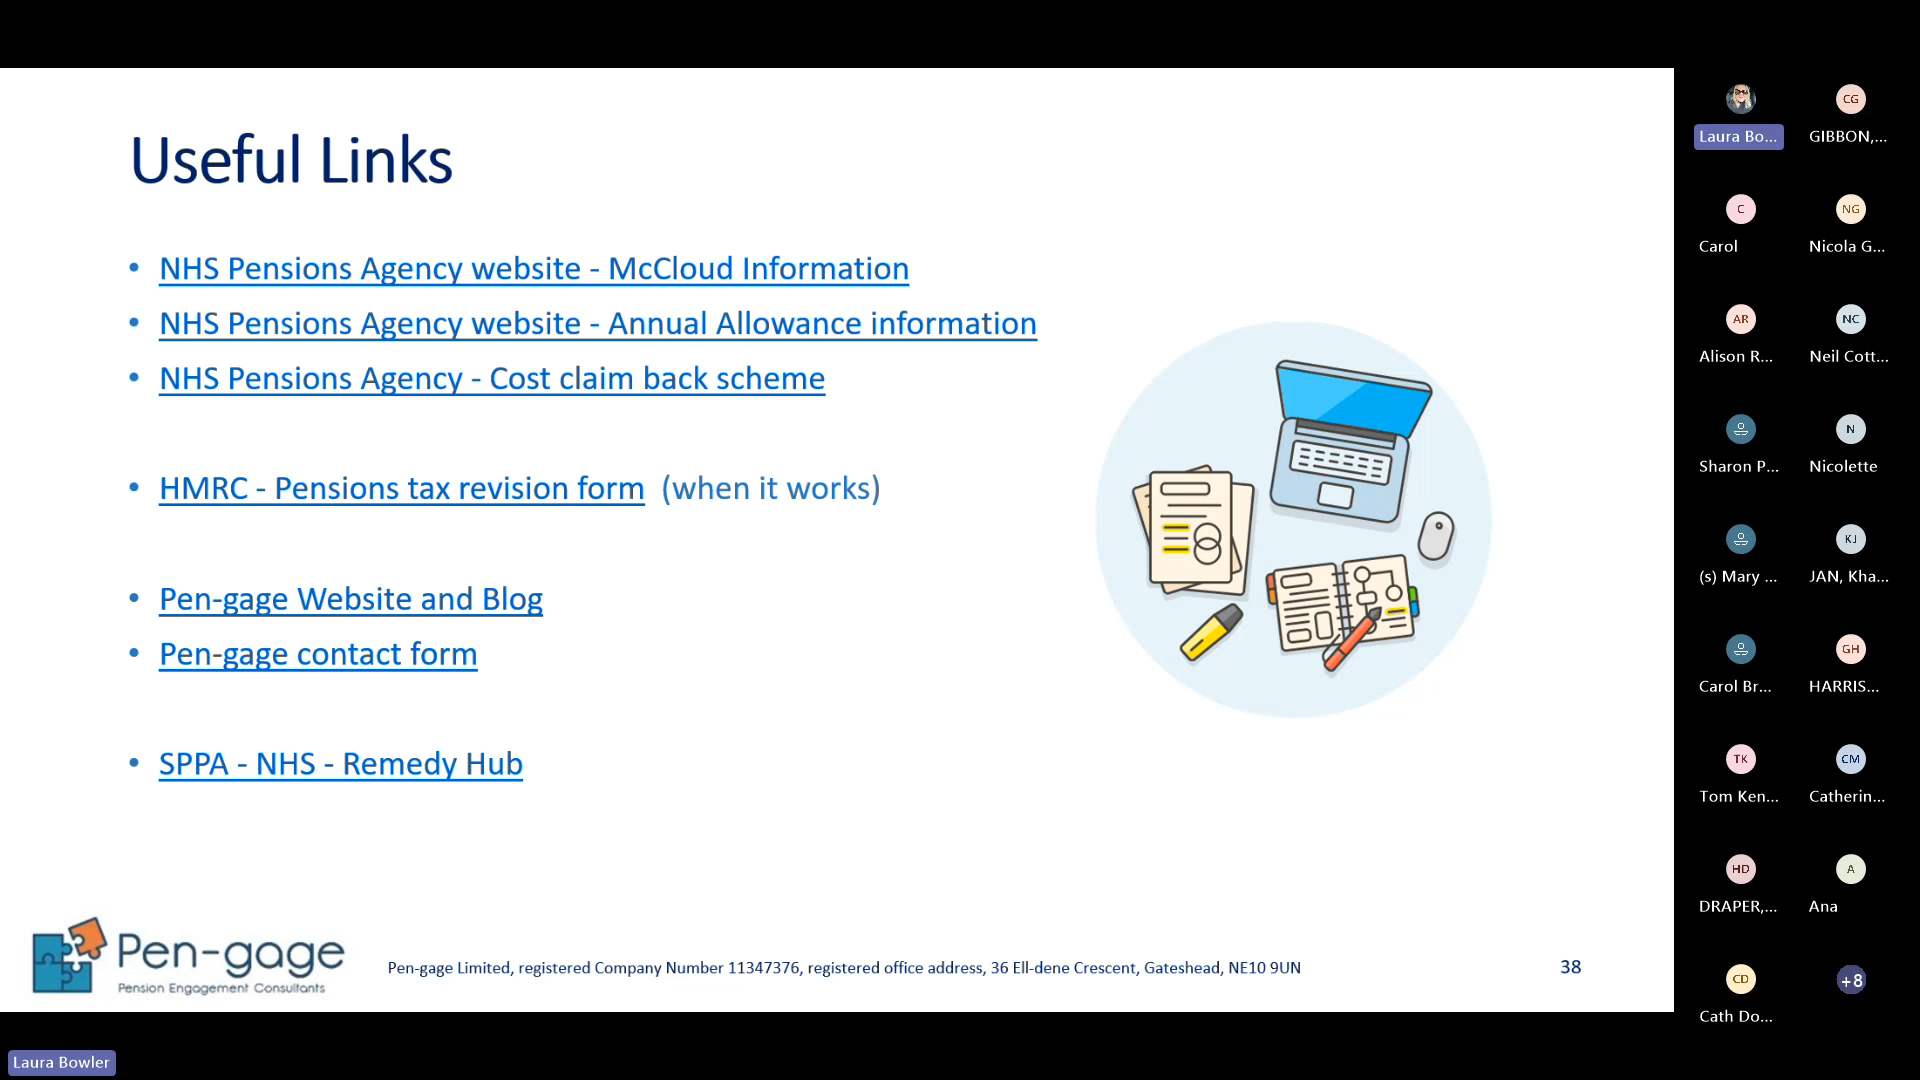 Useful Links
• NHS Pensions Agency website - McCloud Information
• NHS Pensions Agency website - Annual Allowance information
• NHS Pensions Agency - Cost claim back scheme
• HMRC - Pensions tax revision form (when it works)
• Pen-gage Website and Blog
• Pen-gage contact form
• SPPA - NHS - Remedy Hub
Pen-gage
Pension Engagement Consultants
Pen-gage Limited, registered Company Number 11347376, registered office address, 36 Ell-dene Crescent, Gateshead, NE10 9UN
38
Laura Bowler
Laura Bo...
CG
GIBBON,...
C
Carol
NG
Nicola G...
AR
Alison R...
NC
Neil Cott...
Sharon P...
N
Nicolette
(s) Mary ...
KJ
JAN, Kha...
Carol Br...
GH
HARRIS...
TK
Tom Ken...
CM
Catherin...
HD
DRAPER,...
A
Ana
CD
Cath Do...
+8